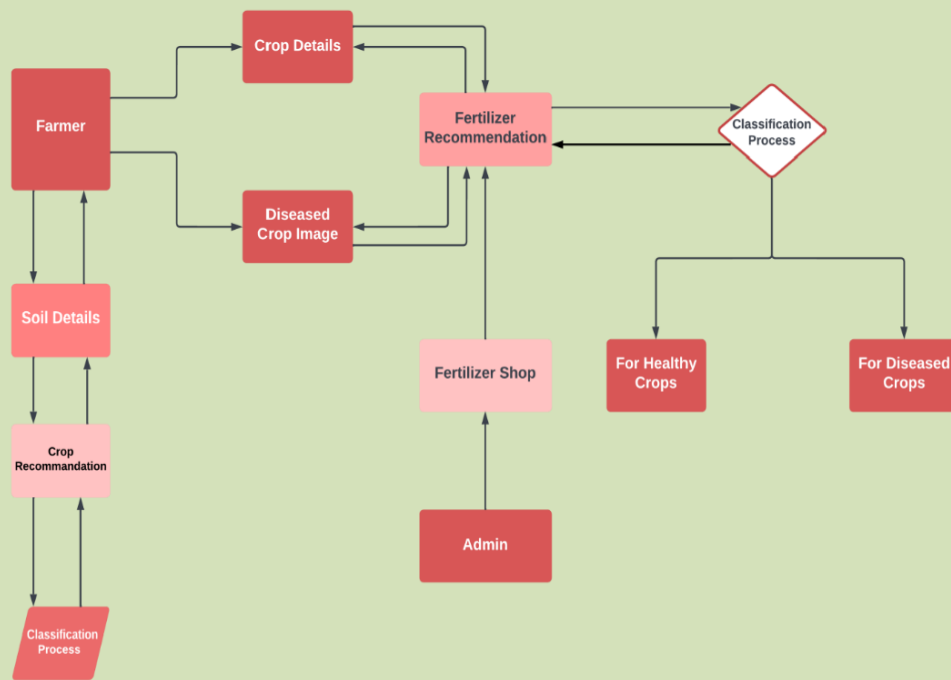 Crop Details
Farmer
Fertilizer
Recommendation
Classification
Process
Diseased
Crop Image
Soil Details
Fertilizer Shop
For Healthy
Crops
For Diseased
Crops
Crop
Recommandation
Admin
Classification
Process